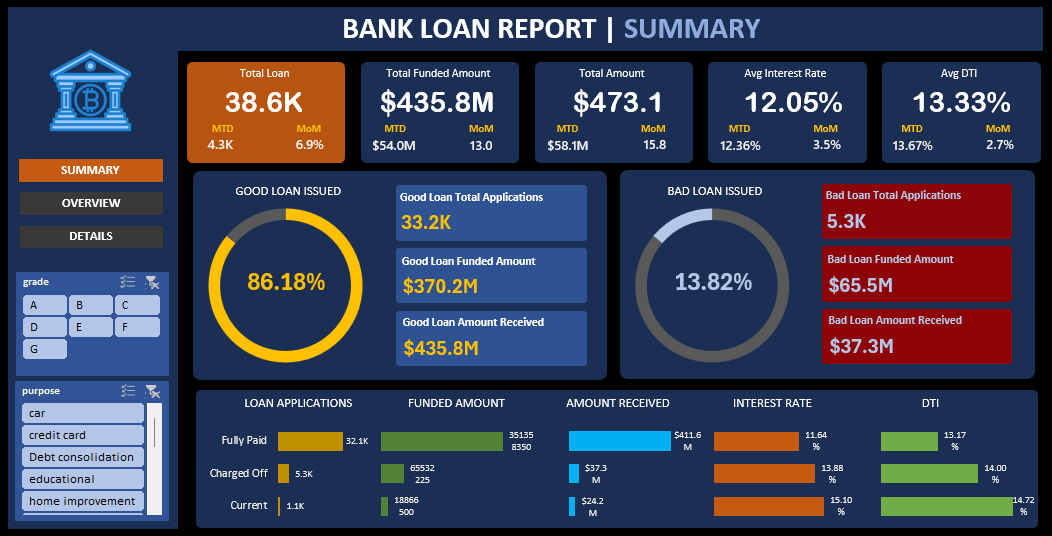 BANK LOAN REPORT | SUMMARY
Total Loan
38.6K
MTD MoM
4.3K 6.9%
Total Funded Amount
$435.8M
MTD MoM
$54.0M 13.0
Total Amount
$473.1
MTD MoM
$58.1M 15.8
Avg Interest Rate
12.05%
MTD MoM
12.36% 3.5%
Avg DTI
13.33%
MTD MoM
13.67% 2.7%
SUMMARY
OVERVIEW
DETAILS
grade
A B C
D E F
G
purpose
car
credit card
Debt consolidation
educational
home improvement
GOOD LOAN ISSUED
86.18%
Good Loan Total Applications
33.2K
Good Loan Funded Amount
$370.2M
Good Loan Amount Received
$435.8M
BAD LOAN ISSUED
13.82%
Bad Loan Total Applications
5.3K
Bad Loan Funded Amount
$65.5M
Bad Loan Amount Received
$37.3M
LOAN APPLICATIONS FUNDED AMOUNT AMOUNT RECEIVED INTEREST RATE DTI
Fully Paid 32.1K 35135 $411.6 11.64 13.17
8350 M % %
Charged Off 5.3K 65532 $37.3 13.88 14.00
225 M % %
Current 1.1K 18866 $24.2 15.10 14.72
500 M % %